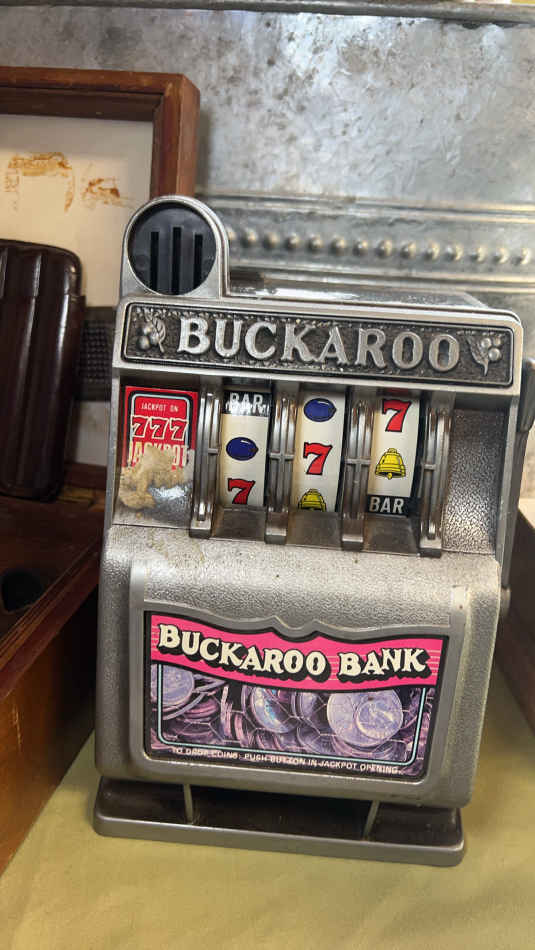 BUCKAROO
JACKPOT ON
777
JACKPOT
BAR
7
7
7
BAR
BUCKAROO BANK
TO DROP COINS, PUSH BUTTON IN JACKPOT OPENING.